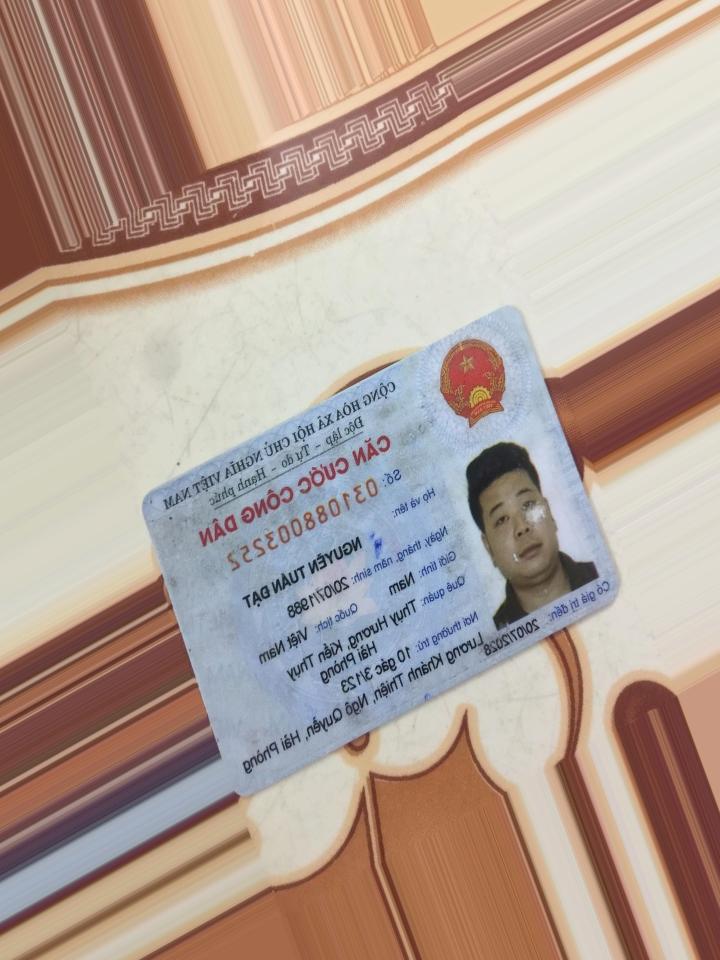 CỘNG HÒA XÃ HỘI CHỦ NGHĨA VIỆT NAM
Độc lập - Tự do - Hạnh phúc
CĂN CƯỚC CÔNG DÂN
Số: 031088003252
Họ và tên:
NGUYỄN TUẤN ĐẠT
Ngày, tháng, năm sinh: 20/07/1988
Giới tính: Nam Quốc tịch: Việt Nam
Quê quán: Thụy Hương, Kiến Thụy
Hải Phòng
Nơi thường trú: 10 gác 3/123
Lương Khánh Thiện, Ngô Quyền, Hải Phòng
Có giá trị đến:
20/07/2028